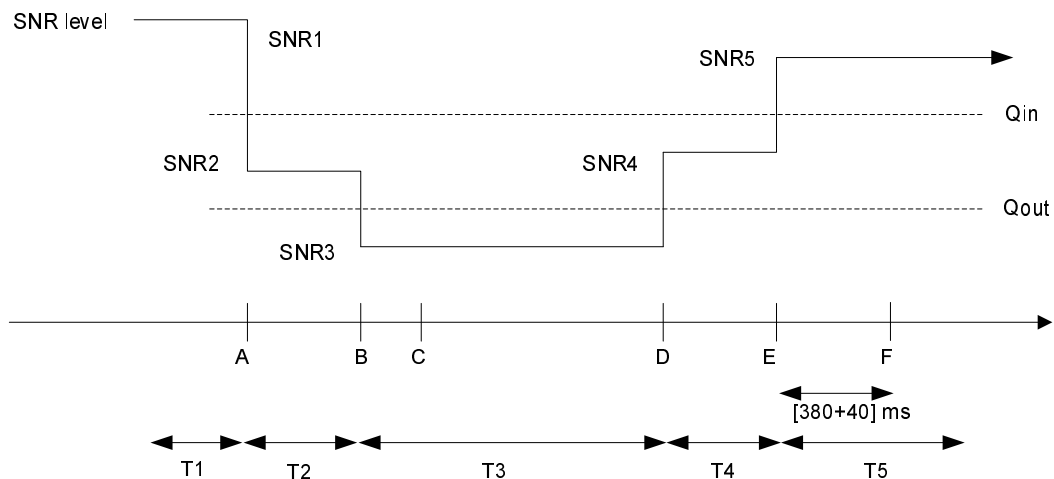 SNR level
SNR1
SNR5
Qin
SNR2
SNR4
Qout
SNR3
A B C D E F
[380+40] ms
T1 T2 T3 T4 T5